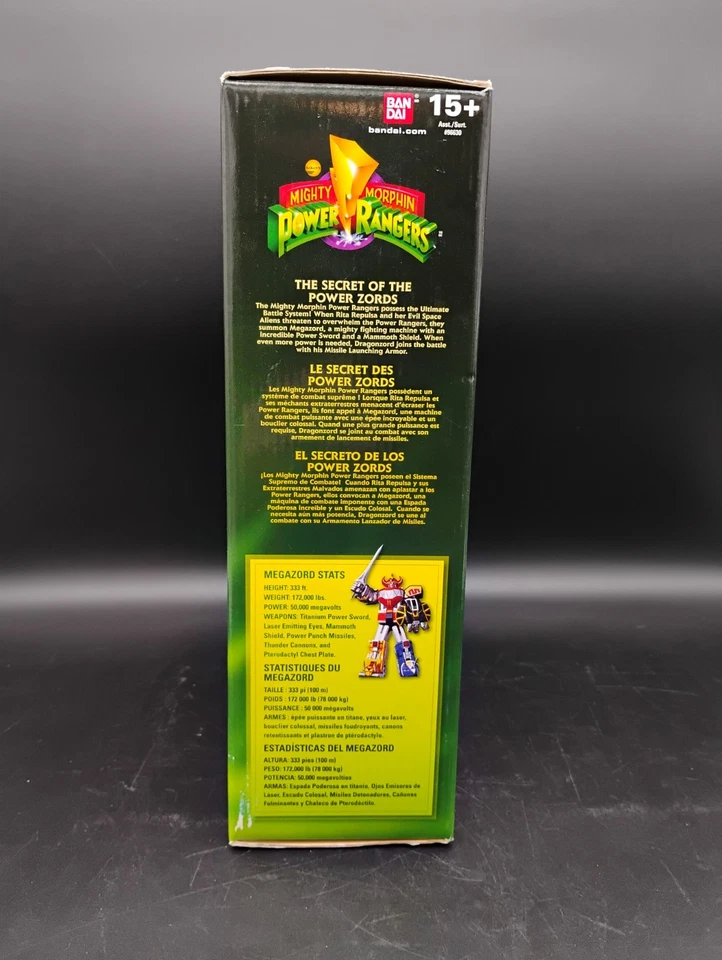 BAN
DAI
15+
bandai.com
Asst./Sort.
#96630
MIGHTY MORPHIN
POWER RANGERS
THE SECRET OF THE
POWER ZORDS
The Mighty Morphin Power Rangers possess the Ultimate
Battle System! When Rita Repulsa and her Evil Space
Aliens threaten to overwhelm the Power Rangers, they
summon Megazord, a mighty fighting machine with an
incredible Power Sword and a Mammoth Shield. When
even more power is needed, Dragonzord joins the battle
with his Missile Launching Armor.
LE SECRET DES
POWER ZORDS
Les Mighty Morphin Power Rangers possèdent un
système de combat suprême ! Lorsque Rita Repulsa et
ses méchants extraterrestres menacent d'écraser les
Power Rangers, ils font appel à Megazord, une machine
de combat puissante avec une épée incroyable et un
bouclier colossal. Quand une plus grande puissance est
requise, Dragonzord se joint au combat avec son
armement de lancement de missiles.
EL SECRETO DE LOS
POWER ZORDS
¡Los Mighty Morphin Power Rangers poseen el Sistema
Supremo de Combate! Cuando Rita Repulsa y sus
Extraterrestres Malvados amenazan con aplastar a los
Power Rangers, ellos convocan a Megazord, una
máquina de combate imponente con una Espada
Poderosa increíble y un Escudo Colosal. Cuando se
necesita aún más potencia, Dragonzord se une al
combate con su Armamento Lanzador de Misiles.
MEGAZORD STATS
HEIGHT: 333 ft.
WEIGHT: 172,000 lbs.
POWER: 50,000 megavolts
WEAPONS: Titanium Power Sword,
Laser Emitting Eyes, Mammoth
Shield, Power Punch Missiles,
Thunder Cannons, and
Pterodactyl Chest Plate.
STATISTIQUES DU
MEGAZORD
TAILLE : 333 pi (100 m)
POIDS : 172 000 lb (78 000 kg)
PUISSANCE : 50 000 mégavolts
ARMES : épée puissante en titane, yeux au laser,
bouclier colossal, missiles foudroyants, canons
retentissants et plastron de ptérodactyle.
ESTADÍSTICAS DEL MEGAZORD
ALTURA: 333 pies (100 m)
PESO: 172,000 lb (78 000 kg)
POTENCIA: 50,000 megavoltios
ARMAS: Espada Poderosa en titanio, Ojos Emisores de
Laser, Escudo Colosal, Misiles Detonadores, Cañones
Fulminantes y Chaleco de Pterodáctilo.